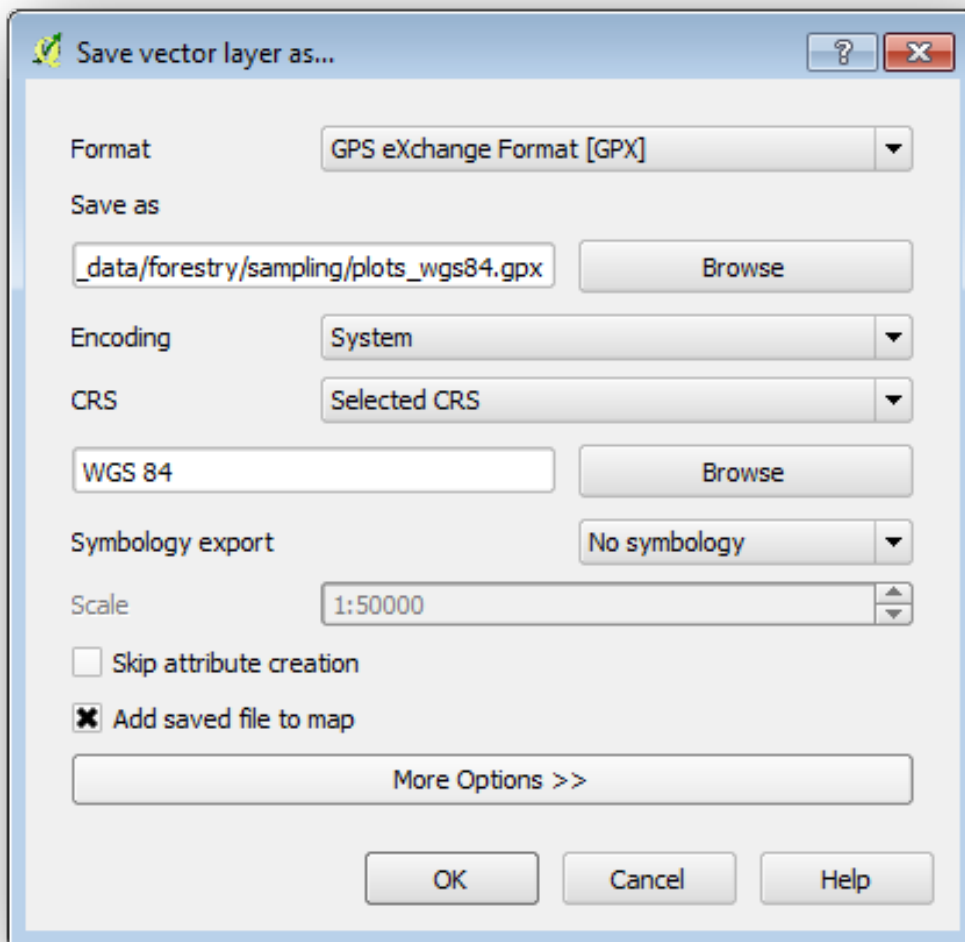 Save vector layer as...
Format GPS eXchange Format [GPX]
Save as
_data/forestry/sampling/plots_wgs84.gpx Browse
Encoding System
CRS Selected CRS
WGS 84 Browse
Symbology export No symbology
Scale 1:50000
Skip attribute creation
Add saved file to map
More Options >>
OK Cancel Help